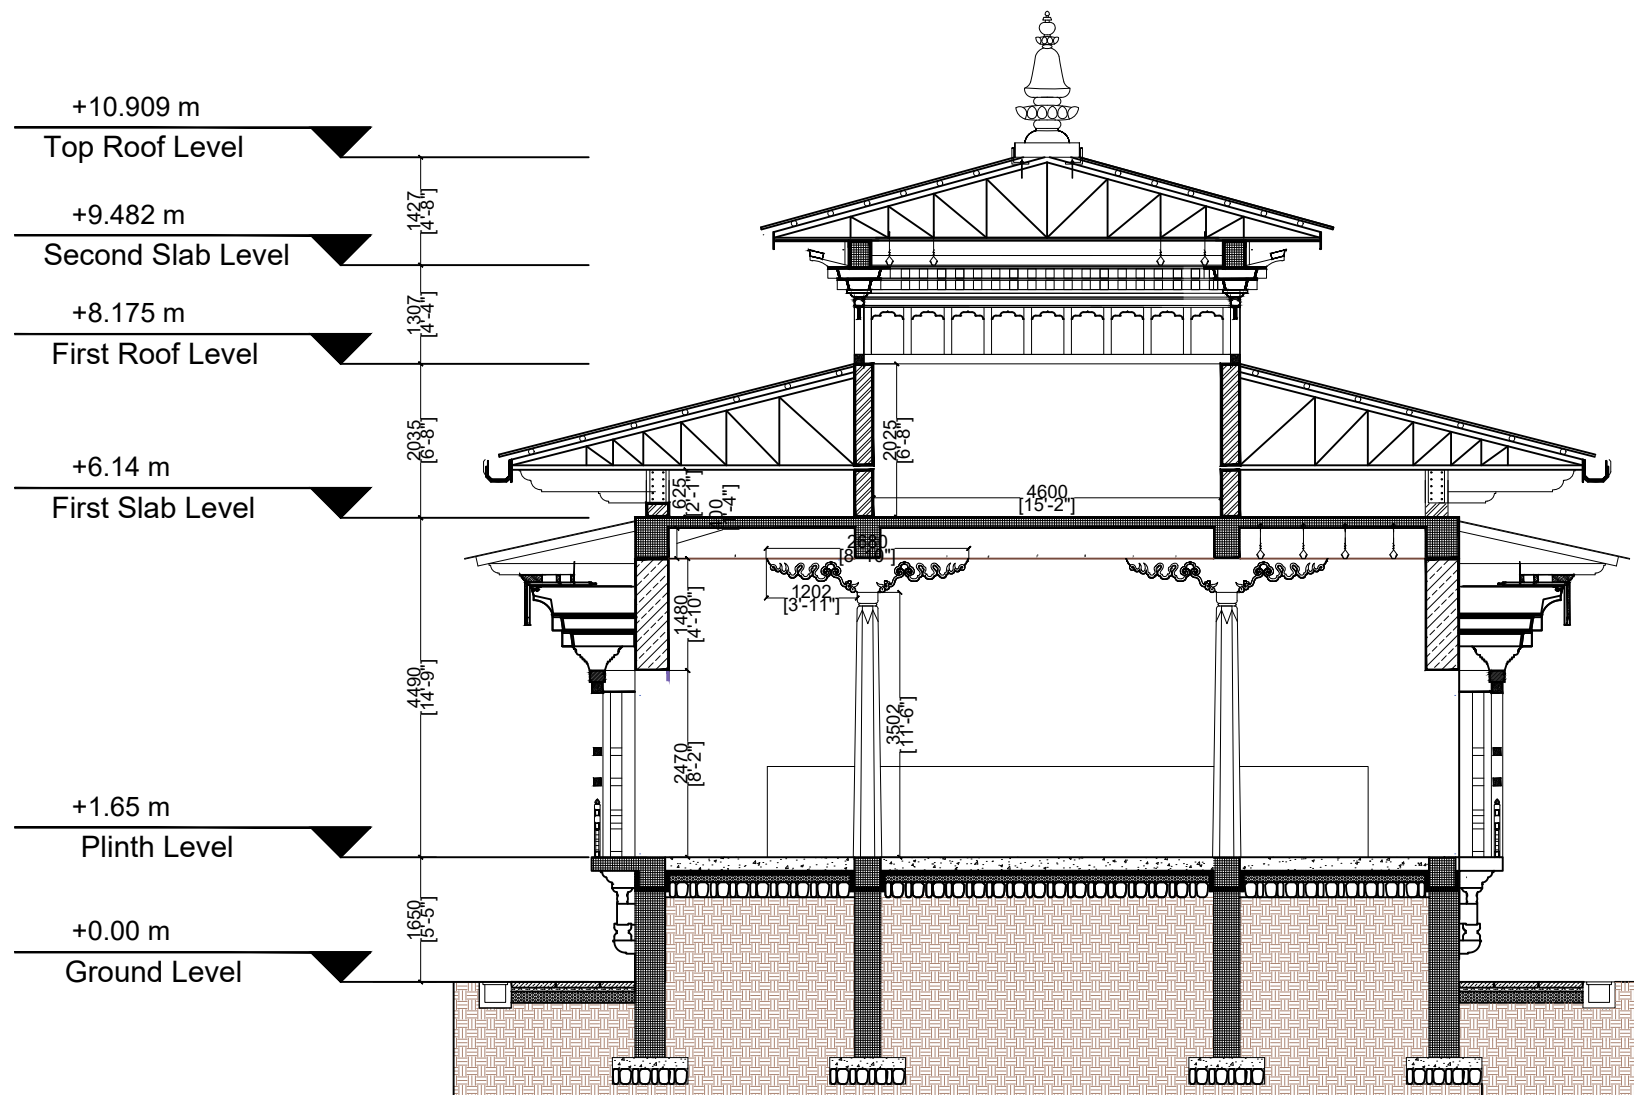 +10.909 m
Top Roof Level
1427
[4'-8"]
+9.482 m
Second Slab Level
1307
[4'-4"]
+8.175 m
First Roof Level
2035
[6'-8"]
2025
[6'-8"]
+6.14 m
First Slab Level
625
[2'-1"]
4600
[15'-2"]
1202
[3'-11"]
1480
[4'-10"]
4490
[14'-9"]
3502
[11'-6"]
2470
[8'-2"]
+1.65 m
Plinth Level
1650
[5'-5"]
+0.00 m
Ground Level